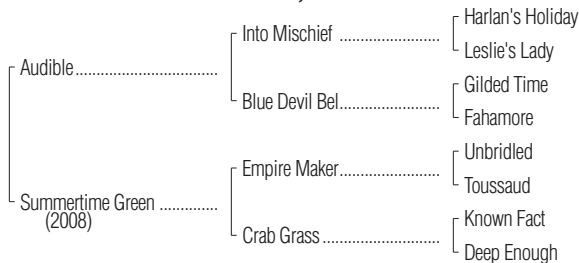 Harlan's Holiday
Into Mischief
Leslie's Lady
Audible
Gilded Time
Blue Devil Bel
Fahamore
Unbridled
Empire Maker
Toussaud
Summertime Green
(2008)
Known Fact
Crab Grass
Deep Enough